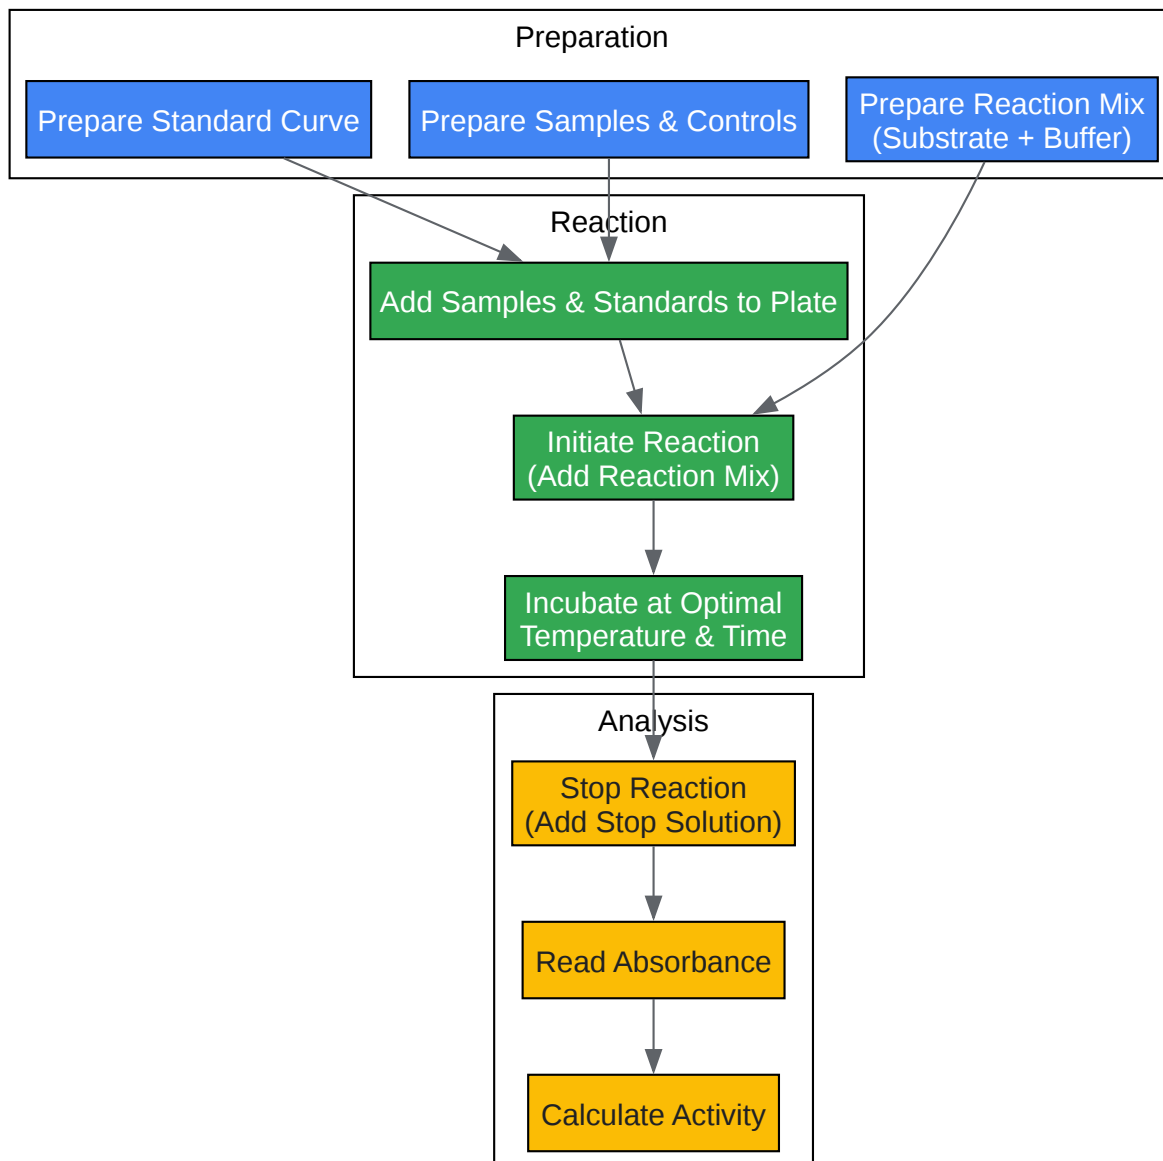 Preparation
Prepare Standard Curve
Prepare Samples & Controls
Prepare Reaction Mix
(Substrate + Buffer)
Reaction
Add Samples & Standards to Plate
Initiate Reaction
(Add Reaction Mix)
Incubate at Optimal
Temperature & Time
Analysis
Stop Reaction
(Add Stop Solution)
Read Absorbance
Calculate Activity